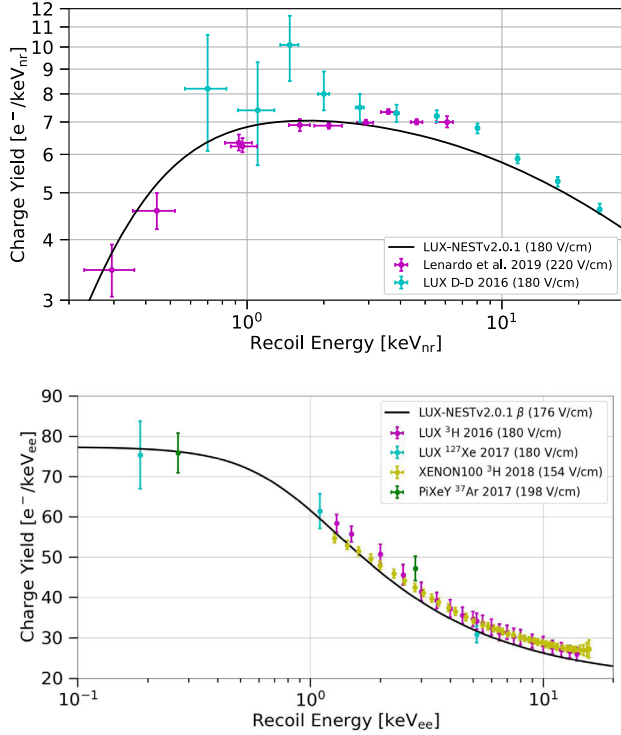 12
11
10
9
8
7
6
5
4
3
Charge Yield [e⁻/keVₙᵣ]
LUX-NESTv2.0.1 (180 V/cm)
Lenardo et al. 2019 (220 V/cm)
LUX D-D 2016 (180 V/cm)
10⁰ 10¹
Recoil Energy [keVₙᵣ]
90
80
70
60
50
40
30
20
Charge Yield [e⁻/keVₑₑ]
LUX-NESTv2.0.1 β (176 V/cm)
LUX ³H 2016 (180 V/cm)
LUX ¹²⁷Xe 2017 (180 V/cm)
XENON100 ³H 2018 (154 V/cm)
PiXeY ³⁷Ar 2017 (198 V/cm)
10⁻¹ 10⁰ 10¹
Recoil Energy [keVₑₑ]